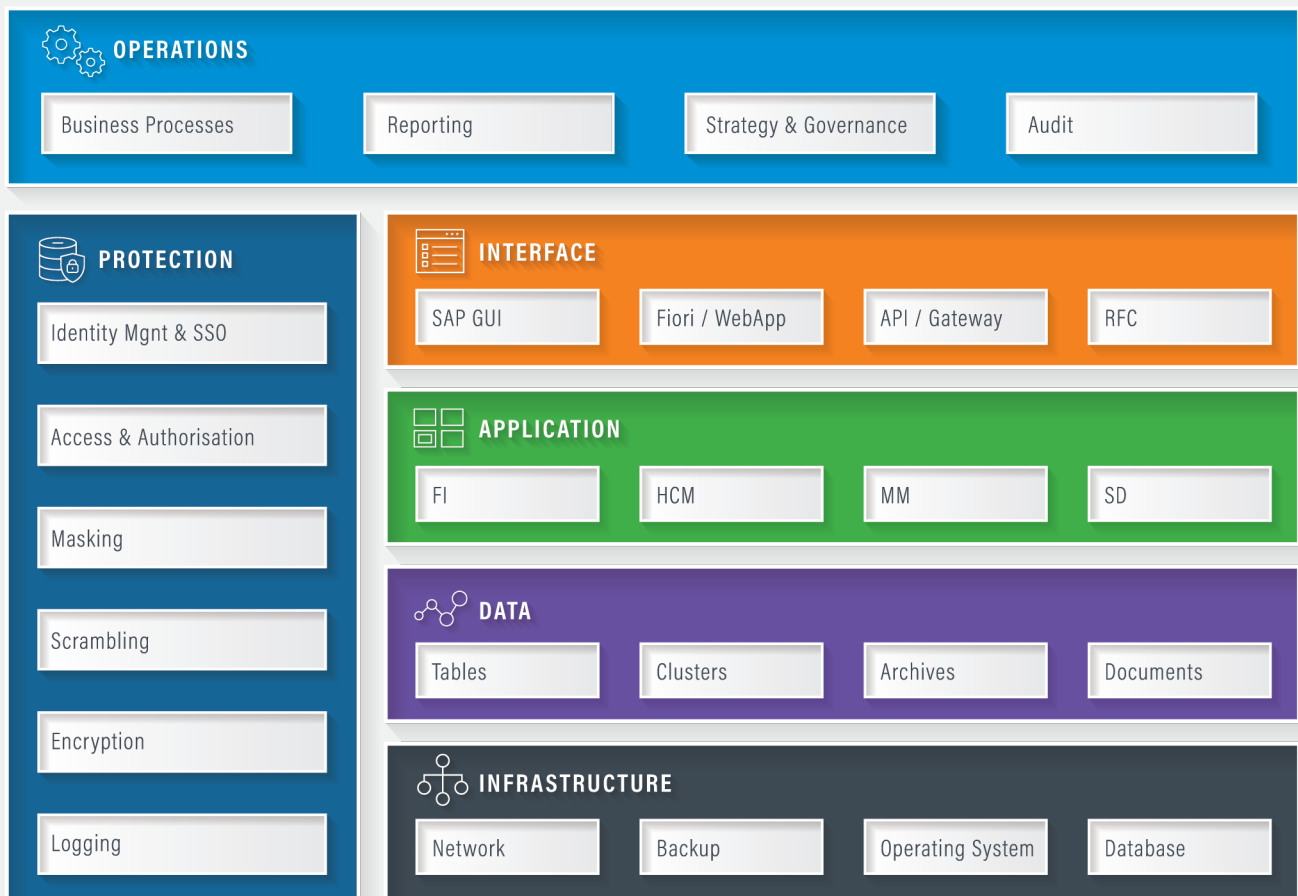 OPERATIONS
Business Processes
Reporting
Strategy & Governance
Audit
PROTECTION
Identity Mgnt & SSO
Access & Authorisation
Masking
Scrambling
Encryption
Logging
INTERFACE
SAP GUI
Fiori / WebApp
API / Gateway
RFC
APPLICATION
FI
HCM
MM
SD
DATA
Tables
Clusters
Archives
Documents
INFRASTRUCTURE
Network
Backup
Operating System
Database